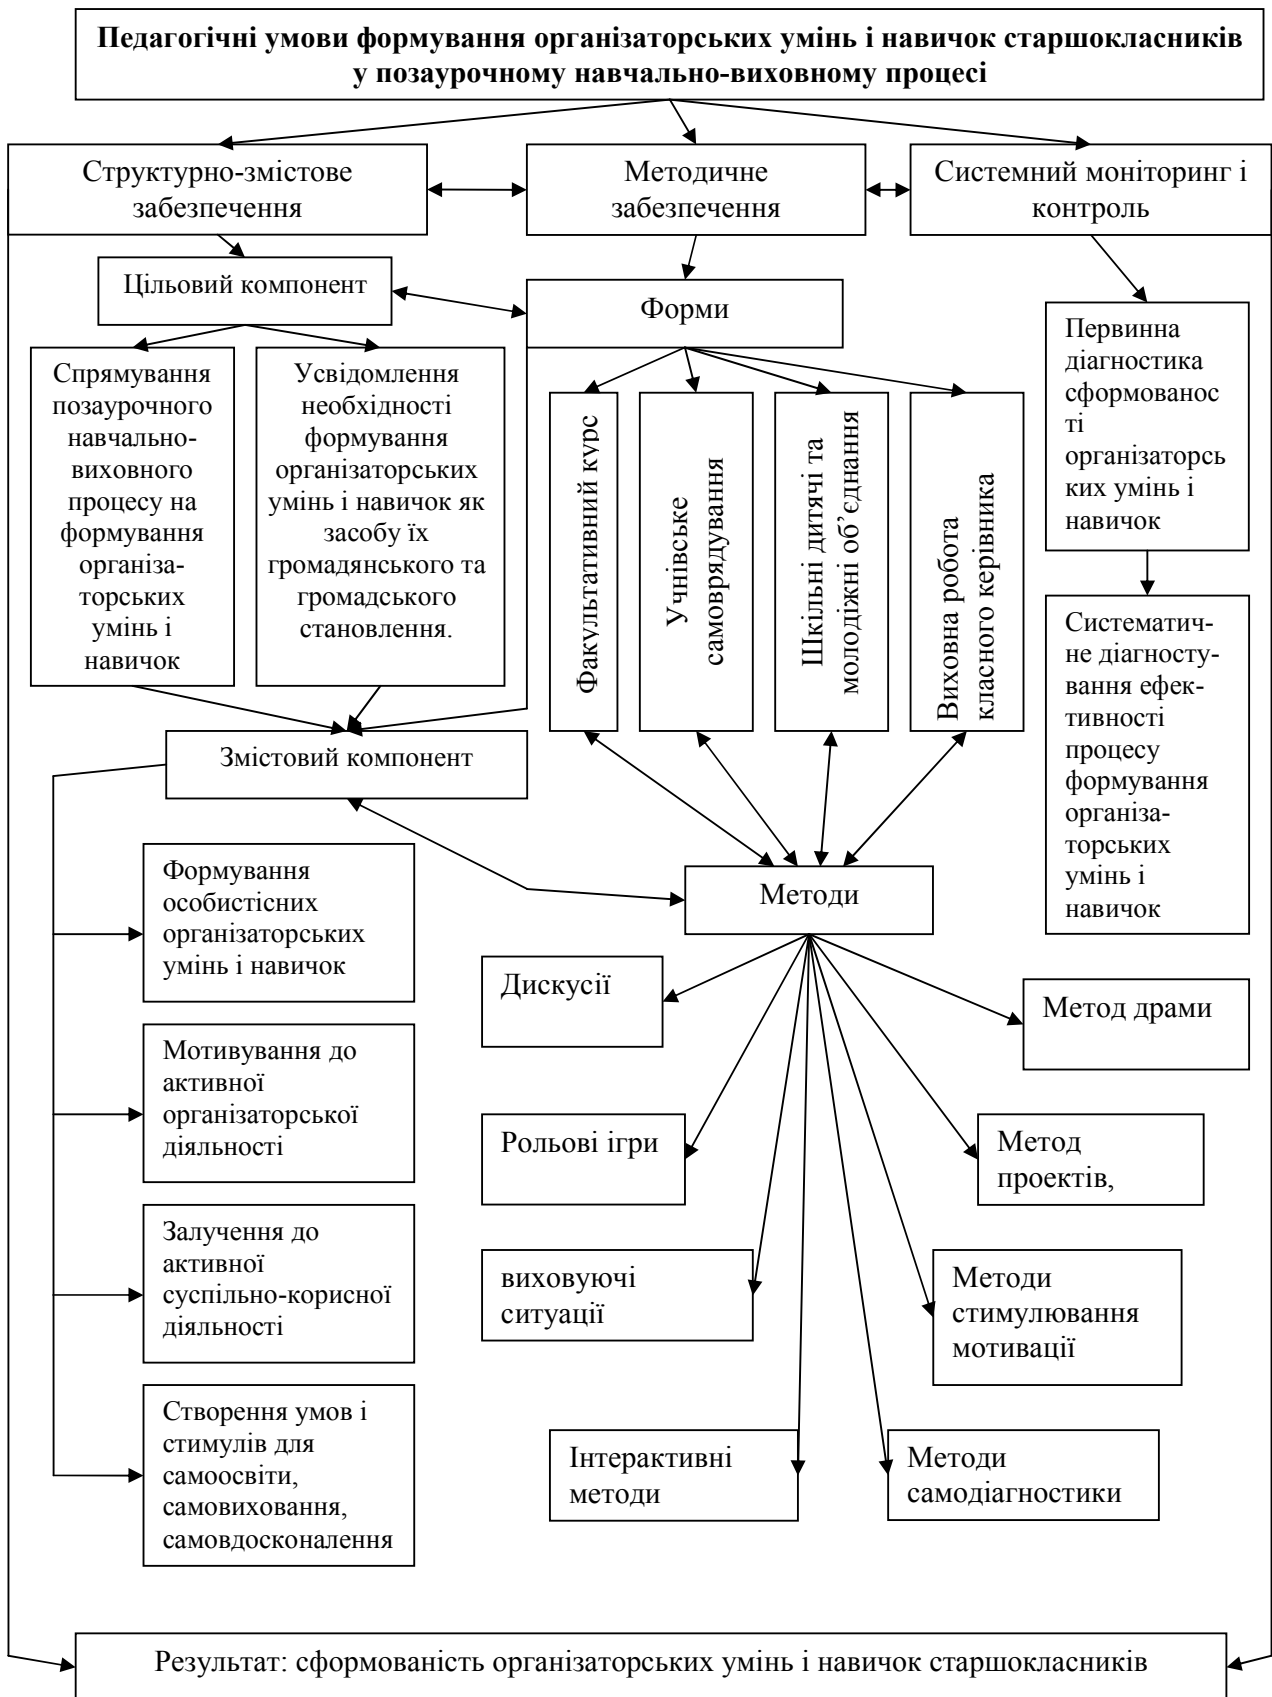 Педагогічні умови формування організаторських умінь і навичок старшокласників
у позаурочному навчально-виховному процесі
Структурно-змістове
забезпечення
Методичне
забезпечення
Системний моніторинг і
контроль
Цільовий компонент
Форми
Первинна
діагностика
сформованос
ті
організаторсь
ких умінь і
навичок
Спрямування
позаурочного
навчально-
виховного
процесу на
формування
організа-
торських
умінь і
навичок
Усвідомлення
необхідності
формування
організаторських
умінь і навичок як
засобу їх
громадянського та
громадського
становлення.
Факультативний курс
Учнівське
самоврядування
Шкільні дитячі та
молодіжні об’єднання
Виховна робота
класного керівника
Систематич-
не діагносту-
вання ефек-
тивності
процесу
формування
організа-
торських
умінь і
навичок
Змістовий компонент
Формування
особистісних
організаторських
умінь і навичок
Методи
Дискусії
Метод драми
Мотивування до
активної
організаторської
діяльності
Рольові ігри
Метод
проектів,
Залучення до
активної
суспільно-корисної
діяльності
виховуючі
ситуації
Методи
стимулювання
мотивації
Створення умов і
стимулів для
самоосвіти,
самовиховання,
самовдосконалення
Інтерактивні
методи
Методи
самодіагностики
Результат: сформованість організаторських умінь і навичок старшокласників